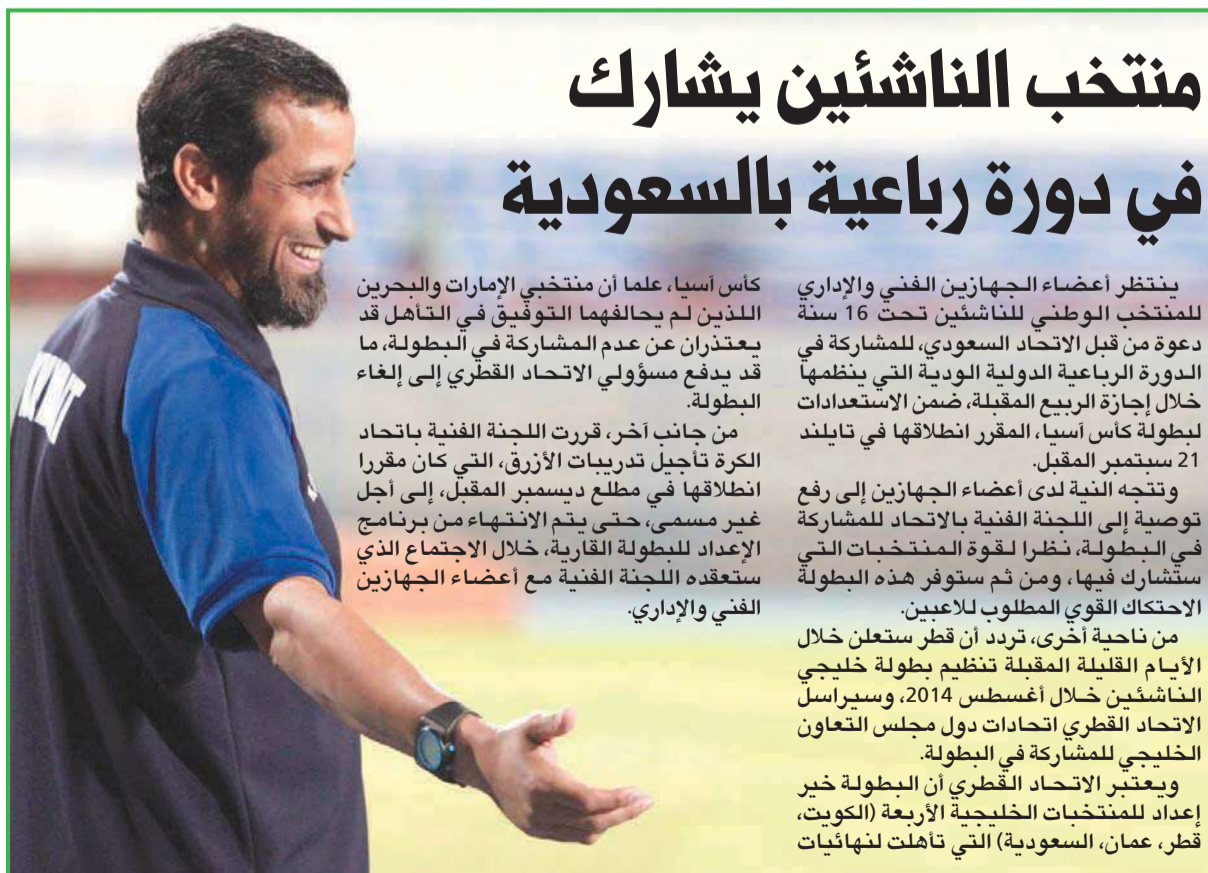 منتخب الناشئين يشارك
في دورة رباعية بالسعودية
ينتظر أعضاء الجهازين الفني والإداري
للمنتخب الوطني للناشئين تحت 16 سنة
دعوة من قبل الاتحاد السعودي، للمشاركة في
الدورة الرباعية الدولية الودية التي ينظمها
خلال إجازة الربيع المقبلة، ضمن الاستعدادات
لبطولة كأس آسيا، المقرر انطلاقها في تايلند
21 سبتمبر المقبل.
وتتجه النية لدى أعضاء الجهازين إلى رفع
توصية إلى اللجنة الفنية بالاتحاد للمشاركة
في البطولة، نظرا لقوة المنتخبات التي
ستشارك فيها، ومن ثم ستوفر هذه البطولة
الاحتكاك القوي المطلوب للاعبين.
من ناحية أخرى، تردد أن قطر ستعلن خلال
الأيام القليلة المقبلة تنظيم بطولة خليجي
الناشئين خلال أغسطس 2014، وسيراسل
الاتحاد القطري اتحادات دول مجلس التعاون
الخليجي للمشاركة في البطولة.
ويعتبر الاتحاد القطري أن البطولة خير
إعداد للمنتخبات الخليجية الأربعة (الكويت،
قطر، عمان، السعودية) التي تأهلت لنهائيات
كأس آسيا، علما أن منتخبي الإمارات والبحرين
اللذين لم يحالفهما التوفيق في التأهل قد
يعتذران عن عدم المشاركة في البطولة، ما
قد يدفع مسؤولي الاتحاد القطري إلى إلغاء
البطولة.
من جانب آخر، قررت اللجنة الفنية باتحاد
الكرة تأجيل تدريبات الأزرق، التي كان مقررا
انطلاقها في مطلع ديسمبر المقبل، إلى أجل
غير مسمى، حتى يتم الانتهاء من برنامج
الإعداد للبطولة القارية، خلال الاجتماع الذي
ستعقده اللجنة الفنية مع أعضاء الجهازين
الفني والإداري.